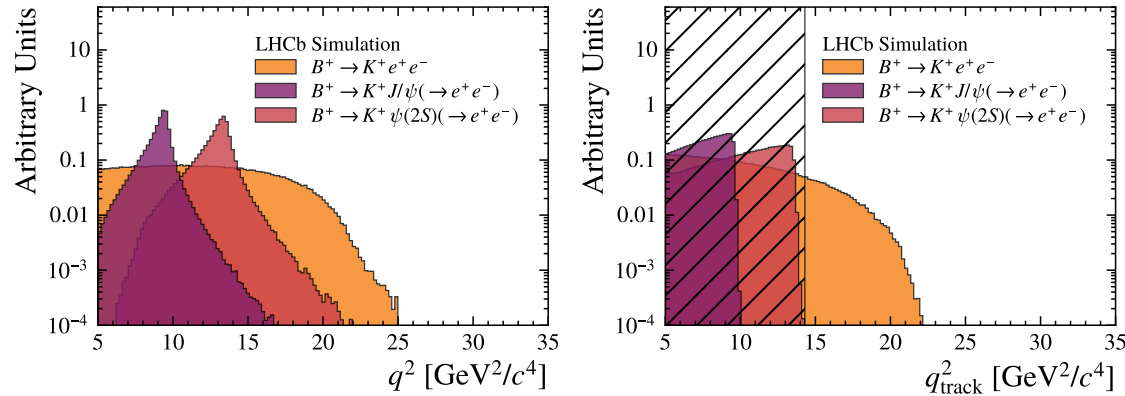 Arbitrary Units
10
1
0.1
0.01
10⁻³
10⁻⁴
LHCb Simulation
B⁺ → K⁺ e⁺ e⁻
B⁺ → K⁺ J/ψ(→ e⁺ e⁻)
B⁺ → K⁺ ψ(2S)(→ e⁺ e⁻)
5 10 15 20 25 30 35
q² [GeV²/c⁴]
Arbitrary Units
10
1
0.1
0.01
10⁻³
10⁻⁴
LHCb Simulation
B⁺ → K⁺ e⁺ e⁻
B⁺ → K⁺ J/ψ(→ e⁺ e⁻)
B⁺ → K⁺ ψ(2S)(→ e⁺ e⁻)
5 10 15 20 25 30 35
q²_track [GeV²/c⁴]